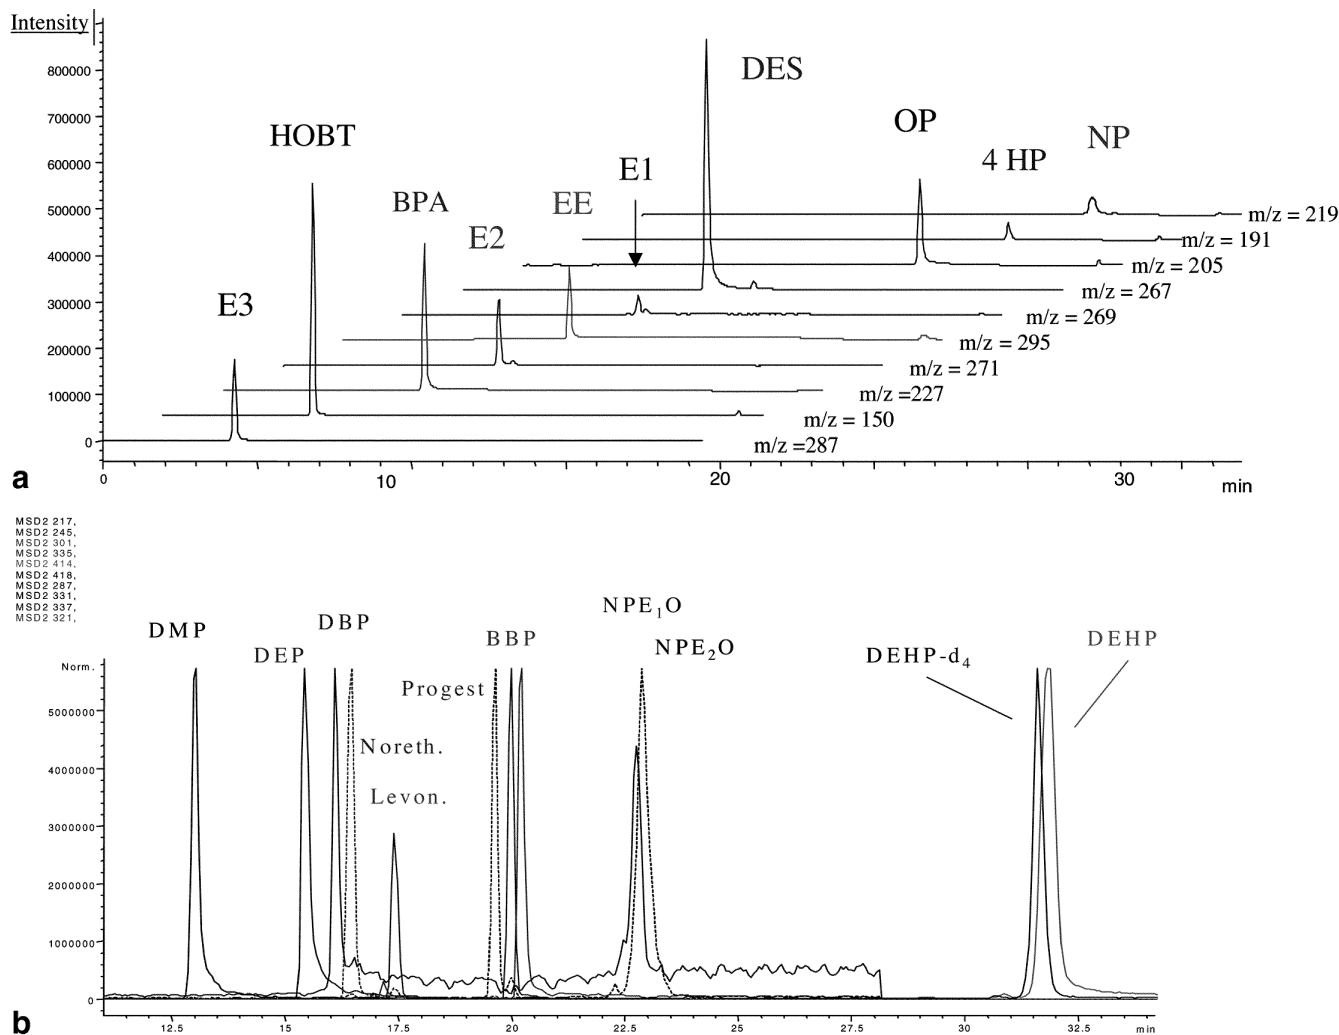 Intensity
800000
700000
600000
500000
400000
300000
200000
100000
0
E3
HOBT
BPA
E2
EE
E1
DES
OP
4 HP
NP
m/z = 219
m/z = 191
m/z = 205
m/z = 267
m/z = 269
m/z = 295
m/z = 271
m/z =227
m/z = 150
m/z =287
0 10 20 30 min
a
MSD2 217,
MSD2 245,
MSD2 301,
MSD2 335,
MSD2 414,
MSD2 418,
MSD2 287,
MSD2 331,
MSD2 337,
MSD2 321,
Norm.
5000000
4000000
3000000
2000000
1000000
0
DMP
DEP
DBP
Noreth.
Levon.
Progest
BBP
NPE₁O
NPE₂O
DEHP-d₄
DEHP
12.5 15 17.5 20 22.5 25 27.5 30 32.5 min
b